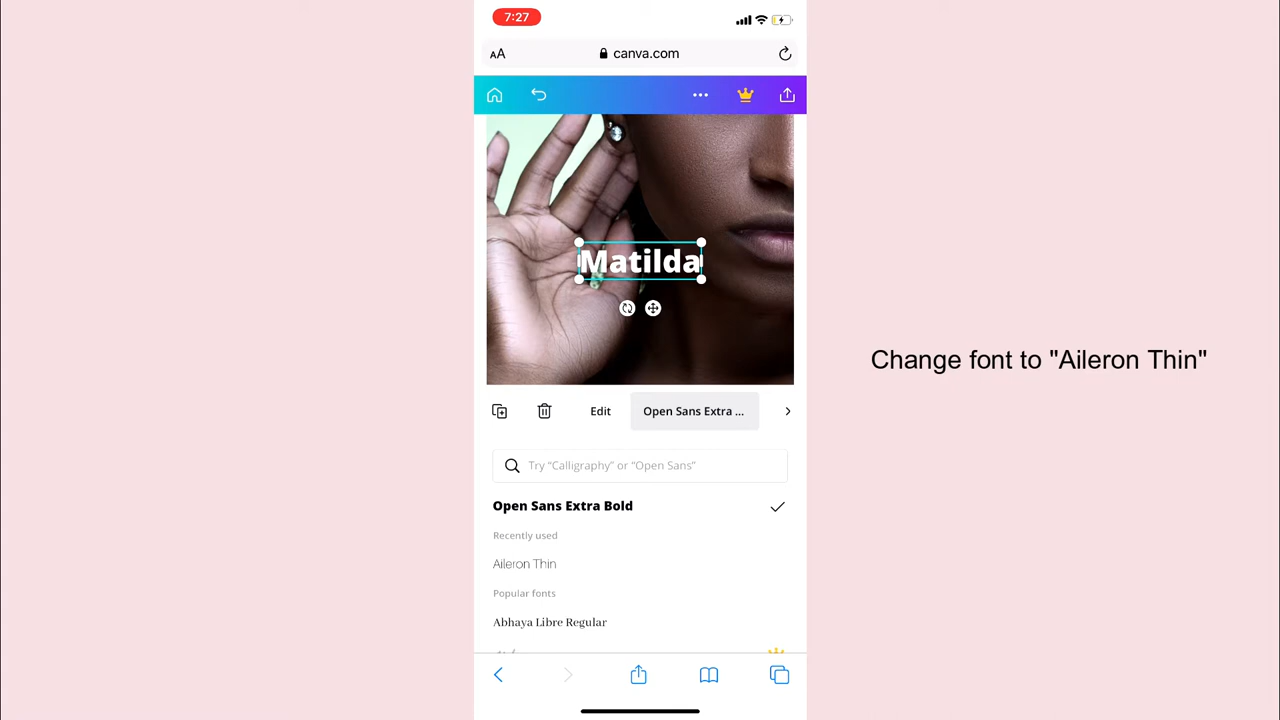 7:27
AA canva.com
Matilda
Change font to "Aileron Thin"
Edit Open Sans Extra ...
Try “Calligraphy” or “Open Sans”
Open Sans Extra Bold
Recently used
Aileron Thin
Popular fonts
Abhaya Libre Regular